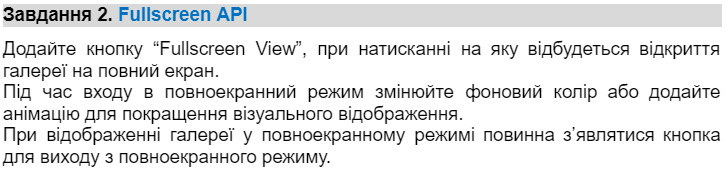 Завдання 2. Fullscreen API
Додайте кнопку “Fullscreen View”, при натисканні на яку відбудеться відкриття
галереї на повний екран.
Під час входу в повноекранний режим змінюйте фоновий колір або додайте
анімацію для покращення візуального відображення.
При відображенні галереї у повноекранному режимі повинна з’являтися кнопка
для виходу з повноекранного режиму.